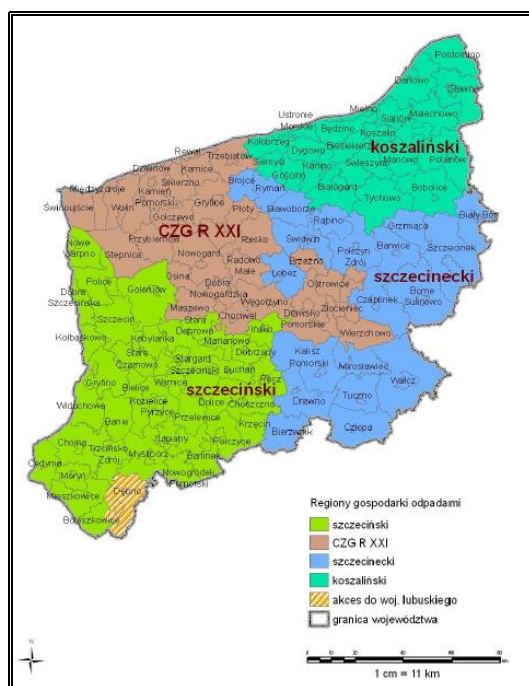 Postomino
Darłowo
Sławno
Mielno
Malechowo
Ustronie
Morskie
Sianów
Będzino
Koszalin
Kołobrzeg
Dygowo
Biesiekierz
koszaliński
Rewal
Trzebiatów
Siemyśl
Gościno
Karlino
Świeszyno
Manowo
Polanów
Dziwnów
Karnice
Brojce
Rymań
Białogard
Tychowo
Bobolice
Międzyzdroje
Kamień
Pomorski
Świerzno
Gryfice
Świnoujście
Wolin
Płoty
Sławoborze
Rąbino
Grzmiąca
Biały Bór
Golczewo
CZG R XXI
Świdwin
Połczyn
Zdrój
Barwice
Szczecinek
Nowe
Warpno
Przybiernów
Resko
Brzeżno
szczecinecki
Stepnica
Nowogard
Radowo
Małe
Łobez
Ostrowice
Borne
Sulinowo
Police
Goleniów
Osina
Dobra
Nowogardzka
Węgorzyno
Złocieniec
Czaplinek
Dobra
Szczecińska
Maszewo
Chociwel
Drawsko
Pomorskie
Wierzchowo
Szczecin
Stara
Dąbrowa
Ińsko
Kołbaskowo
Kobylanka
Marianowo
Dobrzany
Kalisz
Pomorski
Mirosławiec
Stare
Czarnowo
Stargard
Szczeciński
Suchań
Recz
Wałcz
Gryfino
Bielice
Warnice
szczeciński
Drawno
Tuczno
Widuchowa
Kozielice
Pyrzyce
Dolice
Choszczno
Banie
Przelewice
Krzęcin
Bierzwnik
Człopa
Chojna
Lipiany
Pełczyce
Trzcińsko
Zdrój
Myślibórz
Barlinek
Cedynia
Moryń
Nowogródek
Pomorski
Mieszkowice
Dębno
Boleszkowice
Regiony gospodarki odpadami
szczeciński
CZG R XXI
szczecinecki
koszaliński
akces do woj. lubuskiego
granica województwa
N
1 cm = 11 km